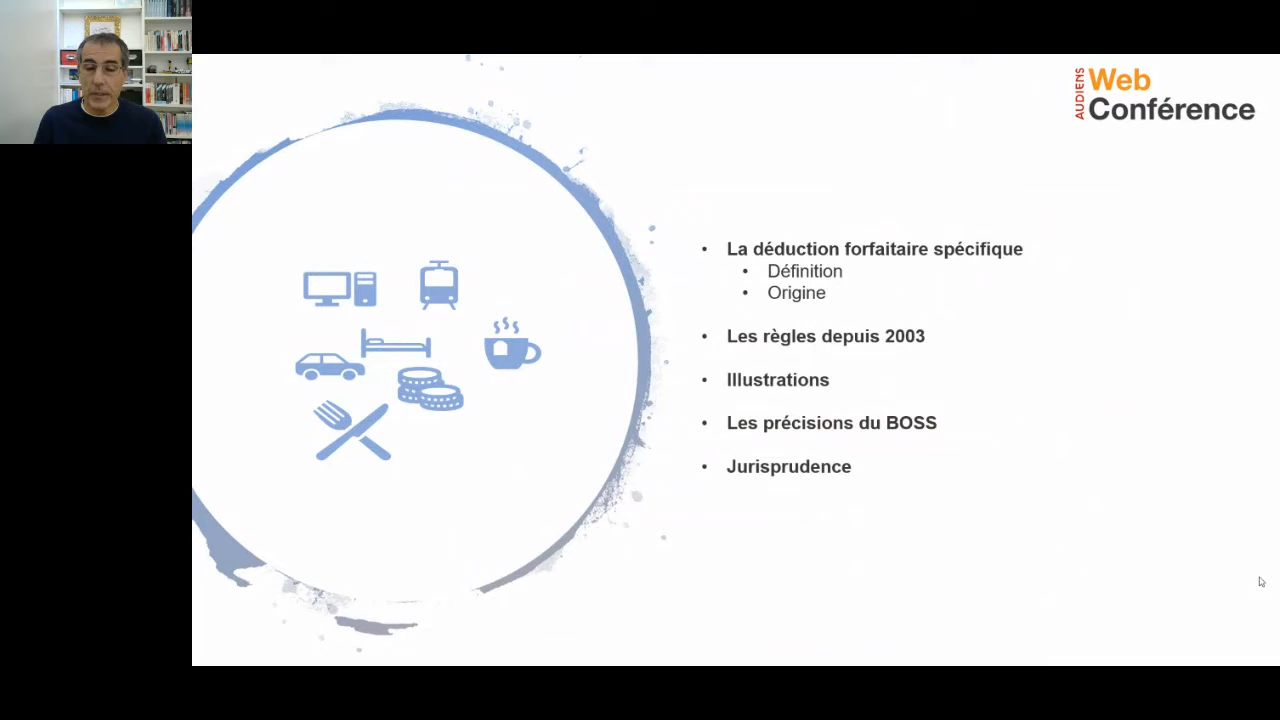 AUDIENS
Web
Conférence
• La déduction forfaitaire spécifique
• Définition
• Origine
• Les règles depuis 2003
• Illustrations
• Les précisions du BOSS
• Jurisprudence